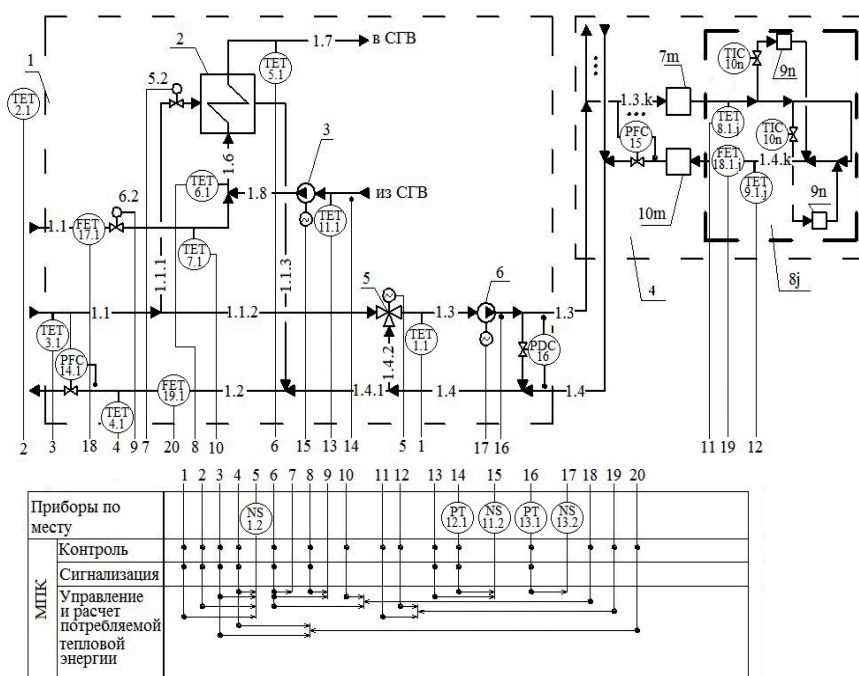 1
2
1.7
в СГВ
TET
5.1
TET
2.1
5.2
3
1.6
6.2
TET
6.1
1.8
из СГВ
1.1
FET
17.1
TET
7.1
TET
11.1
1.1.1
1.1.3
5
6
1.1
1.1.2
1.3
1.3
TET
3.1
TET
1.1
PDC
16
PFC
14.1
1.4.2
FET
19.1
1.2
1.4.1
1.4
1.4
TET
4.1
7m
TIC
10n
9n
1.3.k
PFC
15
TET
8.1.j
TIC
10n
FET
18.1.j
1.4.k
TET
9.1.j
9n
10m
4
8j
2
3
18
4
9
7
20
8
10
6
15
13
14
5
1
17
16
11
19
12
1
2
3
4
5
6
7
8
9
10
11
12
13
14
15
16
17
18
19
20
Приборы по
месту
NS
1.2
PT
12.1
NS
11.2
PT
13.1
NS
13.2
МПК
Контроль
Сигнализация
Управление
и расчет
потребляемой
тепловой
энергии